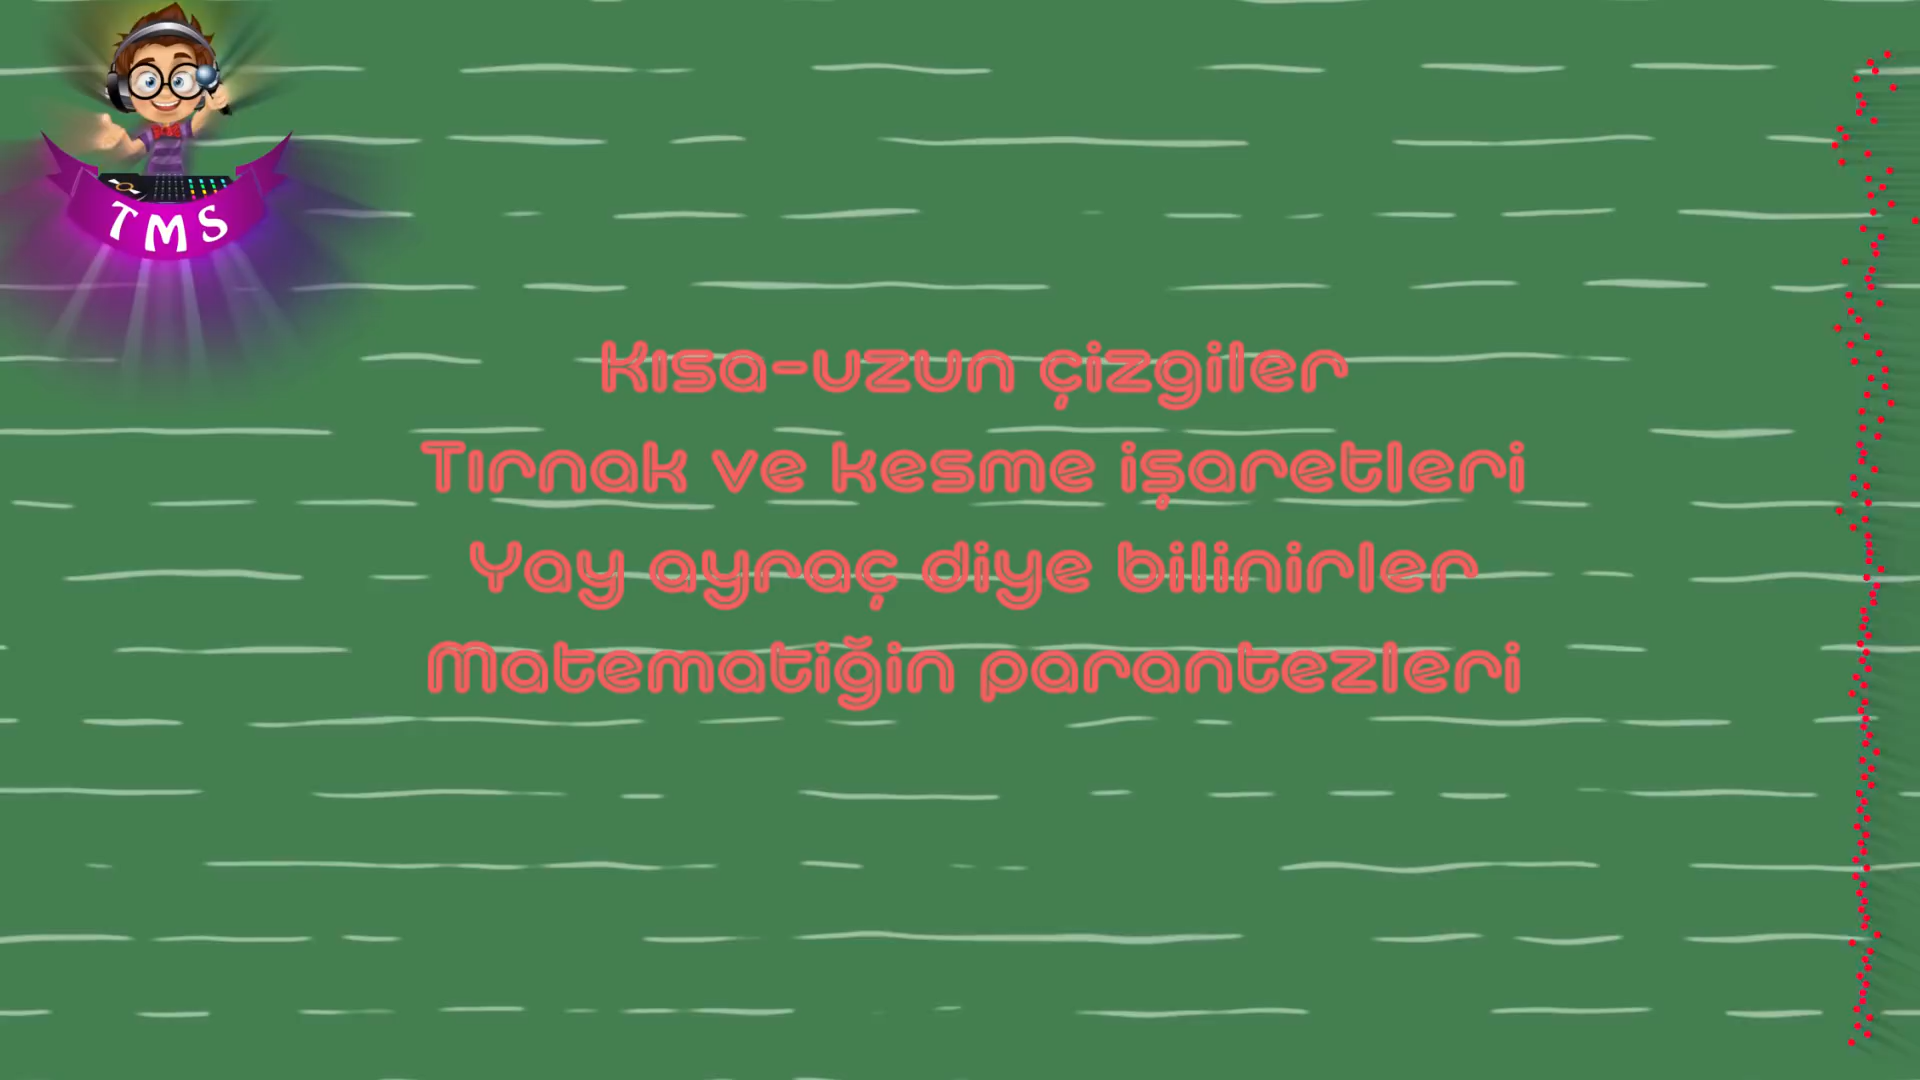 TMS
Kısa-uzun çizgiler
Tırnak ve kesme işaretleri
Yay ayraç diye bilinirler
Matematiğin parantezleri